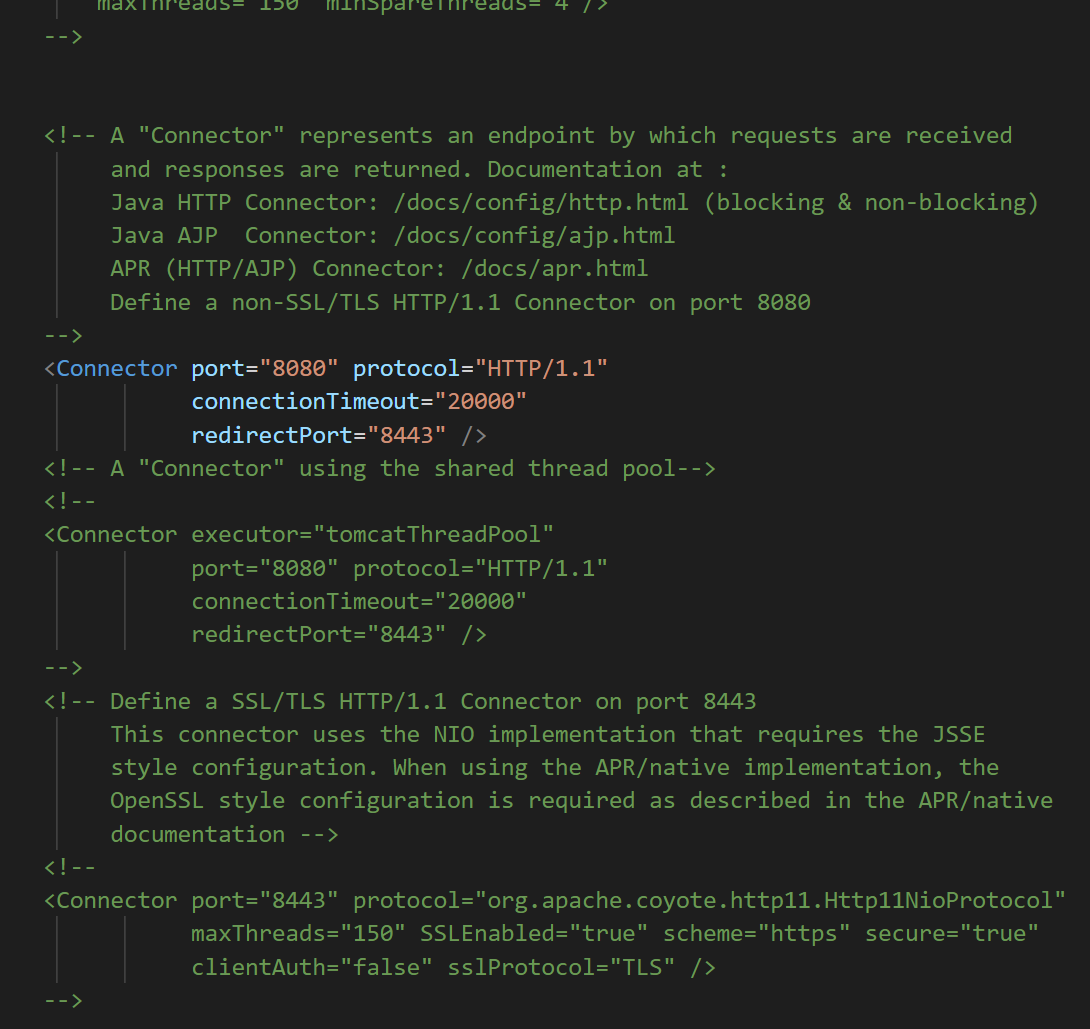 maxThreads="150" minSpareThreads="4"/>
-->
<!-- A "Connector" represents an endpoint by which requests are received
and responses are returned. Documentation at :
Java HTTP Connector: /docs/config/http.html (blocking & non-blocking)
Java AJP  Connector: /docs/config/ajp.html
APR (HTTP/AJP) Connector: /docs/apr.html
Define a non-SSL/TLS HTTP/1.1 Connector on port 8080
-->
<Connector port="8080" protocol="HTTP/1.1"
connectionTimeout="20000"
redirectPort="8443" />
<!-- A "Connector" using the shared thread pool-->
<!--
<Connector executor="tomcatThreadPool"
port="8080" protocol="HTTP/1.1"
connectionTimeout="20000"
redirectPort="8443" />
-->
<!-- Define a SSL/TLS HTTP/1.1 Connector on port 8443
This connector uses the NIO implementation that requires the JSSE
style configuration. When using the APR/native implementation, the
OpenSSL style configuration is required as described in the APR/native
documentation -->
<!--
<Connector port="8443" protocol="org.apache.coyote.http11.Http11NioProtocol"
maxThreads="150" SSLEnabled="true" scheme="https" secure="true"
clientAuth="false" sslProtocol="TLS" />
-->